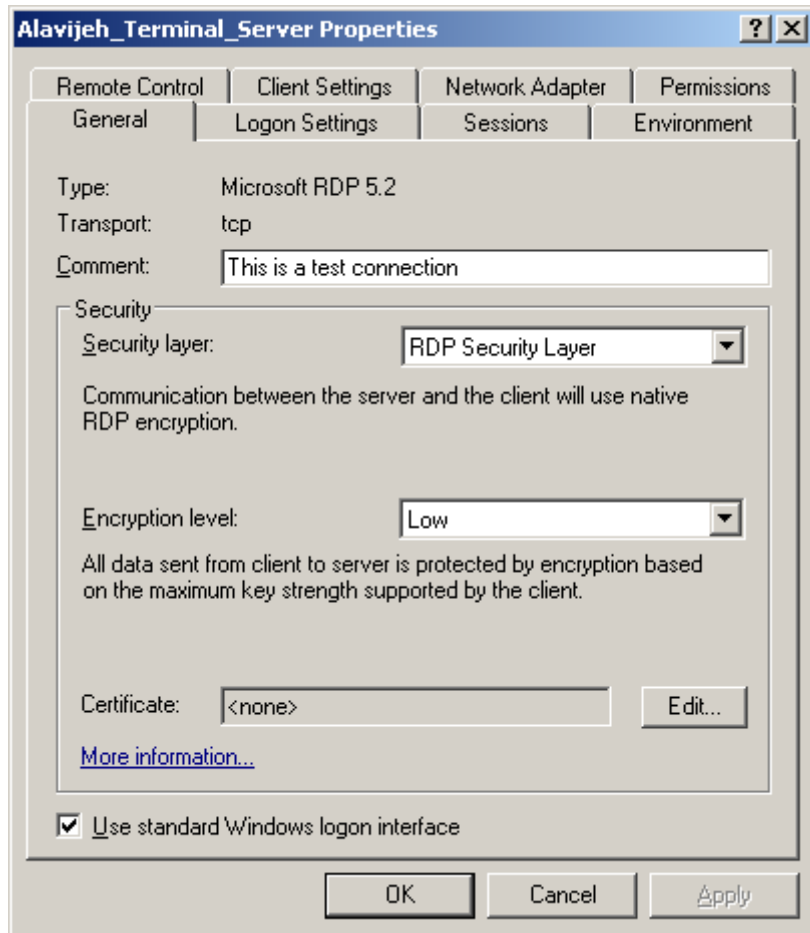 Alavijeh_Terminal_Server Properties
Remote Control Client Settings Network Adapter Permissions
General Logon Settings Sessions Environment
Type: Microsoft RDP 5.2
Transport: tcp
Comment: This is a test connection
Security
Security layer: RDP Security Layer
Communication between the server and the client will use native
RDP encryption.
Encryption level: Low
All data sent from client to server is protected by encryption based
on the maximum key strength supported by the client.
Certificate: <none> Edit...
More information...
Use standard Windows logon interface
OK Cancel Apply